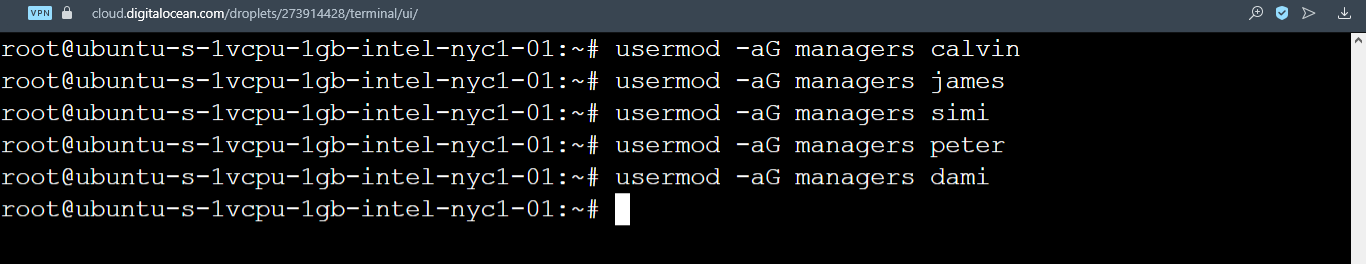 VPN cloud.digitalocean.com/droplets/273914428/terminal/ui/
root@ubuntu-s-1vcpu-1gb-intel-nyc1-01:~# usermod -aG managers calvin
root@ubuntu-s-1vcpu-1gb-intel-nyc1-01:~# usermod -aG managers james
root@ubuntu-s-1vcpu-1gb-intel-nyc1-01:~# usermod -aG managers simi
root@ubuntu-s-1vcpu-1gb-intel-nyc1-01:~# usermod -aG managers peter
root@ubuntu-s-1vcpu-1gb-intel-nyc1-01:~# usermod -aG managers dami
root@ubuntu-s-1vcpu-1gb-intel-nyc1-01:~#